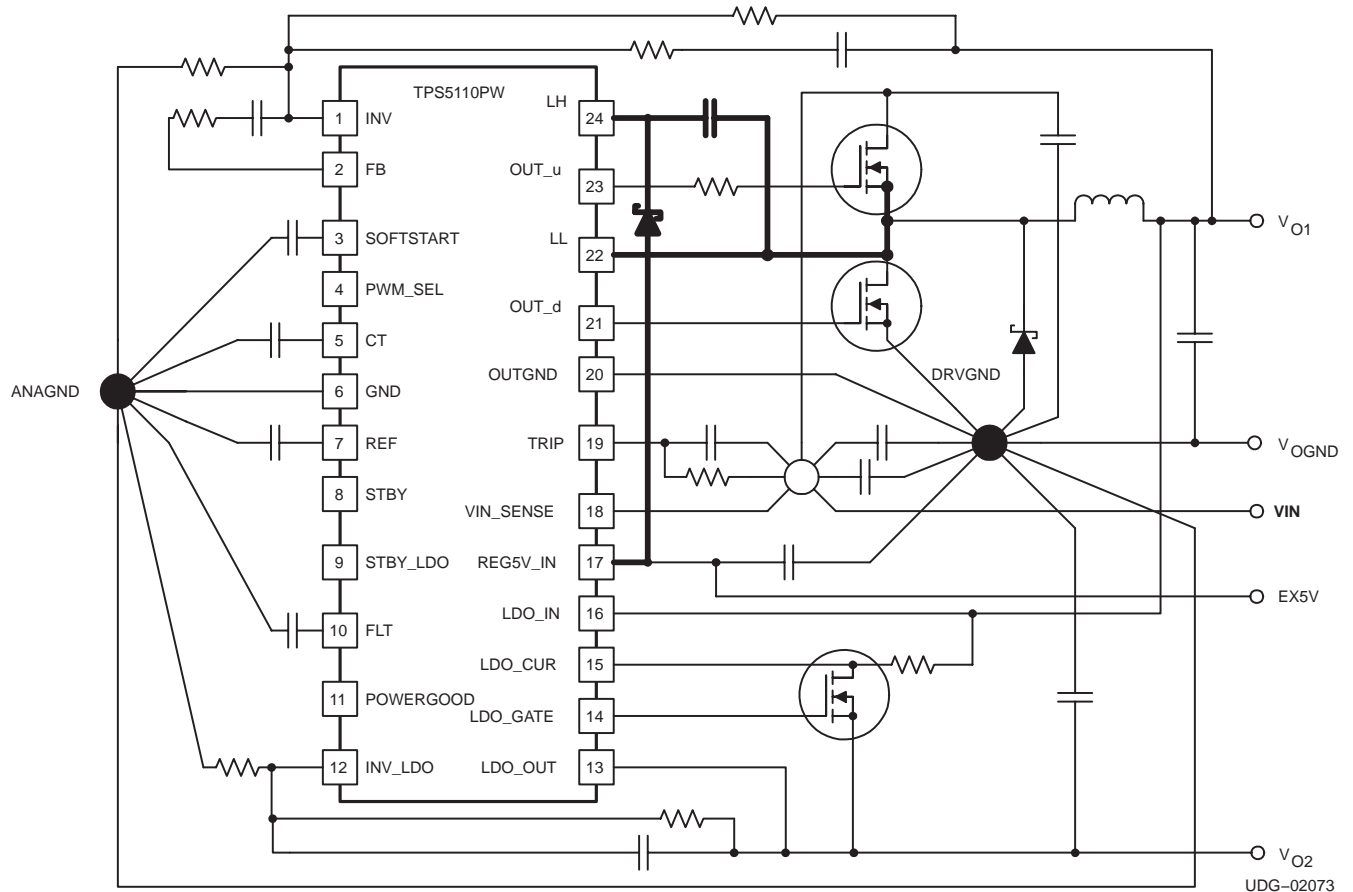 TPS5110PW
1 INV
2 FB
3 SOFTSTART
4 PWM_SEL
5 CT
6 GND
7 REF
8 STBY
9 STBY_LDO
10 FLT
11 POWERGOOD
12 INV_LDO
LH 24
OUT_u 23
LL 22
OUT_d 21
OUTGND 20
TRIP 19
VIN_SENSE 18
REG5V_IN 17
LDO_IN 16
LDO_CUR 15
LDO_GATE 14
LDO_OUT 13
ANAGND
DRVGND
VO1
VOGND
VIN
EX5V
VO2
UDG–02073